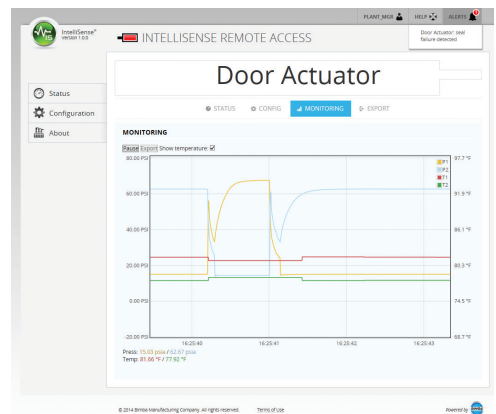 PLANT_MGR
HELP
ALERTS
Door Actuator: seal
failure detected
IntelliSense®
Version 1.0.0
IS
INTELLISENSE REMOTE ACCESS
Door Actuator
Status
Configuration
About
STATUS
CONFIG
MONITORING
EXPORT
MONITORING
Pause Export Show temperature:
80.00 PSI
97.7 °F
P1
P2
T1
T2
60.00 PSI
91.9 °F
40.00 PSI
86.1 °F
20.00 PSI
80.3 °F
0.00 PSI
74.5 °F
-20.00 PSI
68.7 °F
16:25:40
16:25:41
16:25:42
16:25:43
Press: 15.03 psia / 62.67 psia
Temp: 81.66 °F / 77.92 °F
© 2014 Bimba Manufacturing Company. All rights reserved.
Terms of Use
Powered by